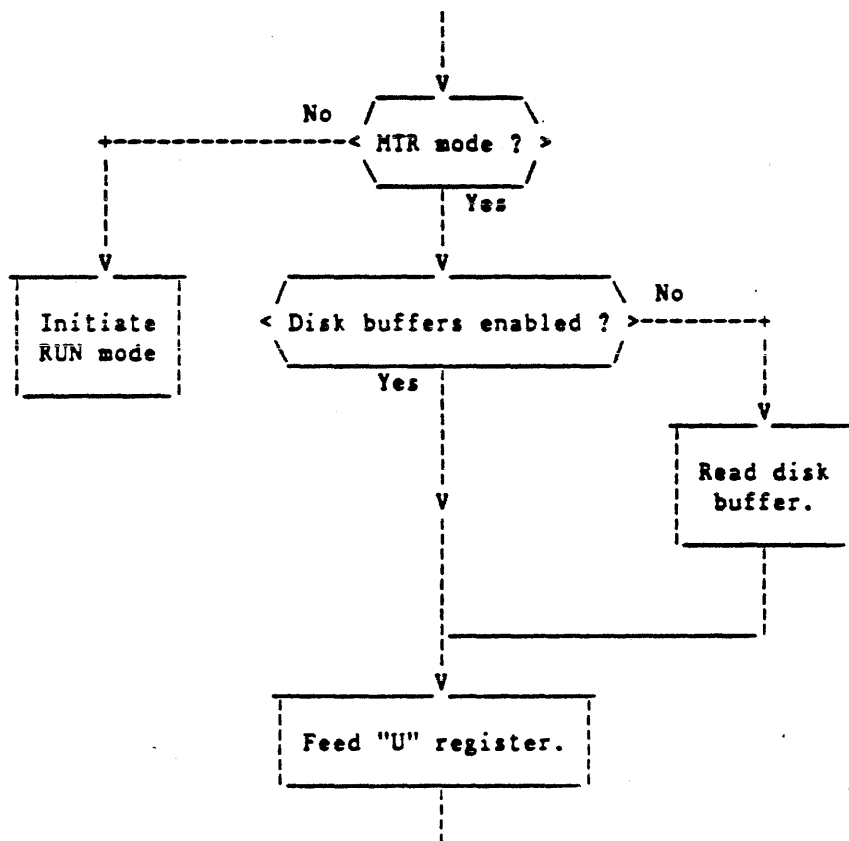 No
MTR mode ?
Yes
No
Initiate
RUN mode
Disk buffers enabled ?
Yes
Read disk
buffer.
Feed "U" register.